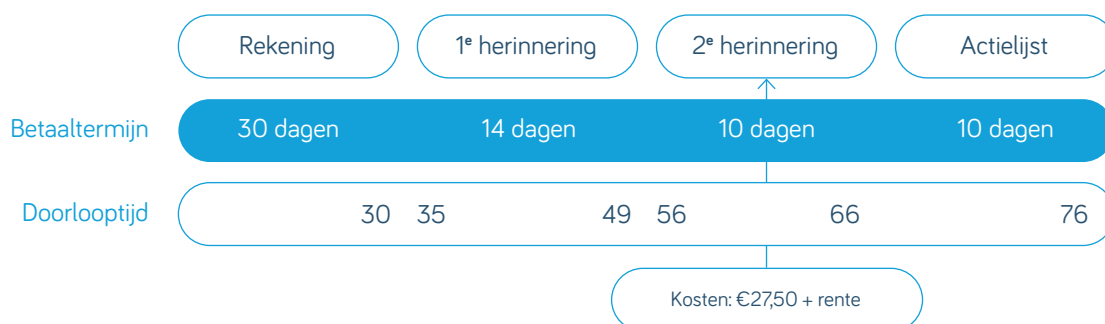 Rekening 1e herinnering 2e herinnering Actielijst
Betaaltermijn 30 dagen 14 dagen 10 dagen 10 dagen
Doorlooptijd 30 35 49 56 66 76
Kosten: €27,50 + rente